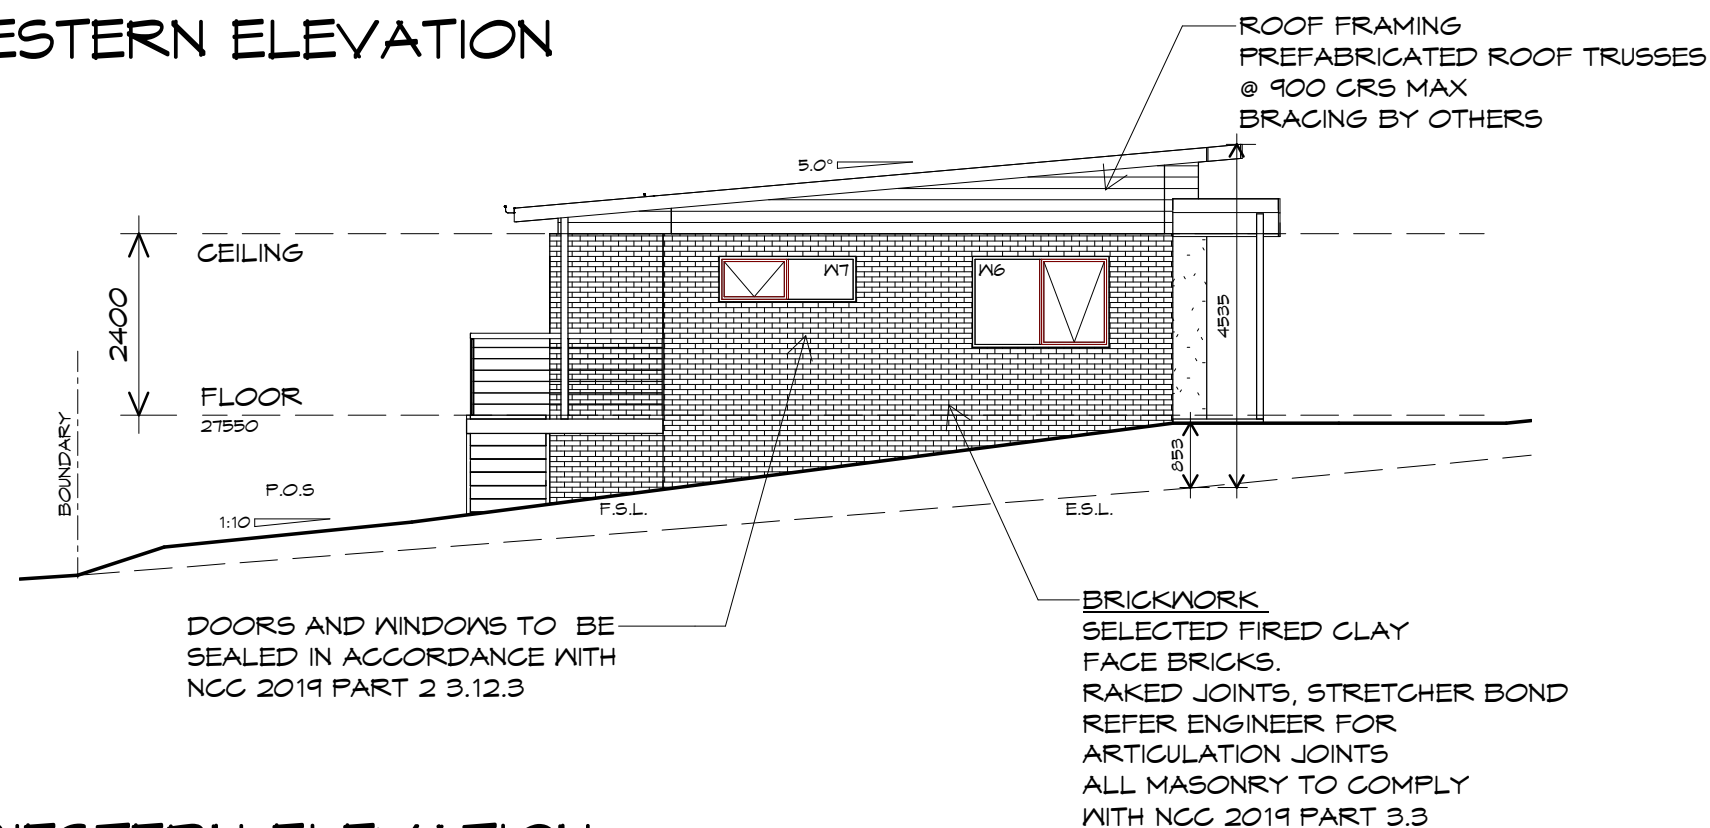 ESTERN ELEVATION
ROOF FRAMING
PREFABRICATED ROOF TRUSSES
@ 900 CRS MAX
BRACING BY OTHERS
5.0°
CEILING
W7
W6
2400
4535
FLOOR
27550
BOUNDARY
853
P.O.S
1:10
F.S.L.
E.S.L.
DOORS AND WINDOWS TO BE
SEALED IN ACCORDANCE WITH
NCC 2019 PART 2 3.12.3
BRICKWORK
SELECTED FIRED CLAY
FACE BRICKS.
RAKED JOINTS, STRETCHER BOND
REFER ENGINEER FOR
ARTICULATION JOINTS
ALL MASONRY TO COMPLY
WITH NCC 2019 PART 3.3
WESTERN ELEVATION